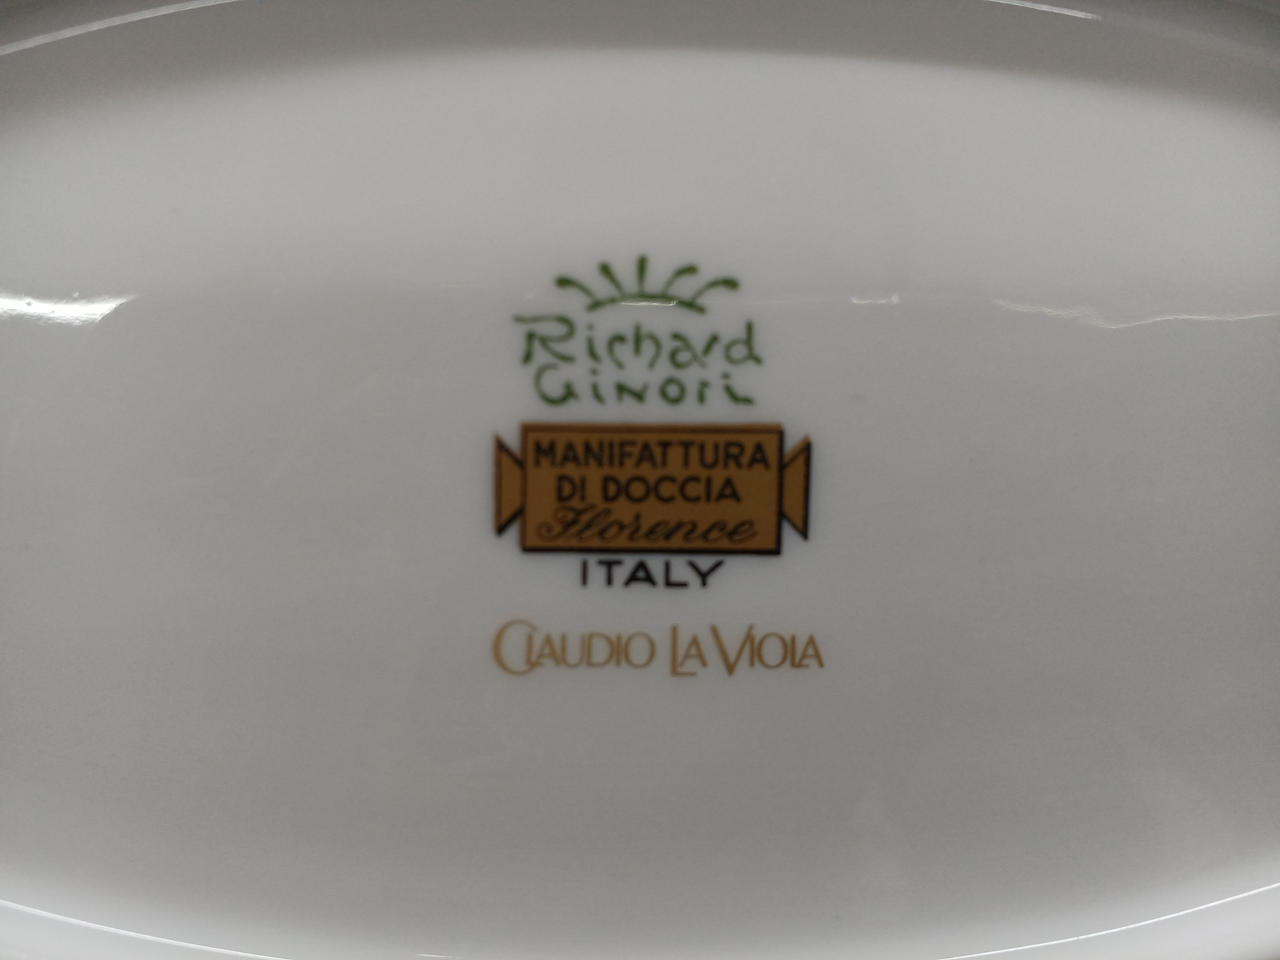 Richard
Ginori
MANIFATTURA
DI DOCCIA
Florence
ITALY
CLAUDIO LA VIOLA